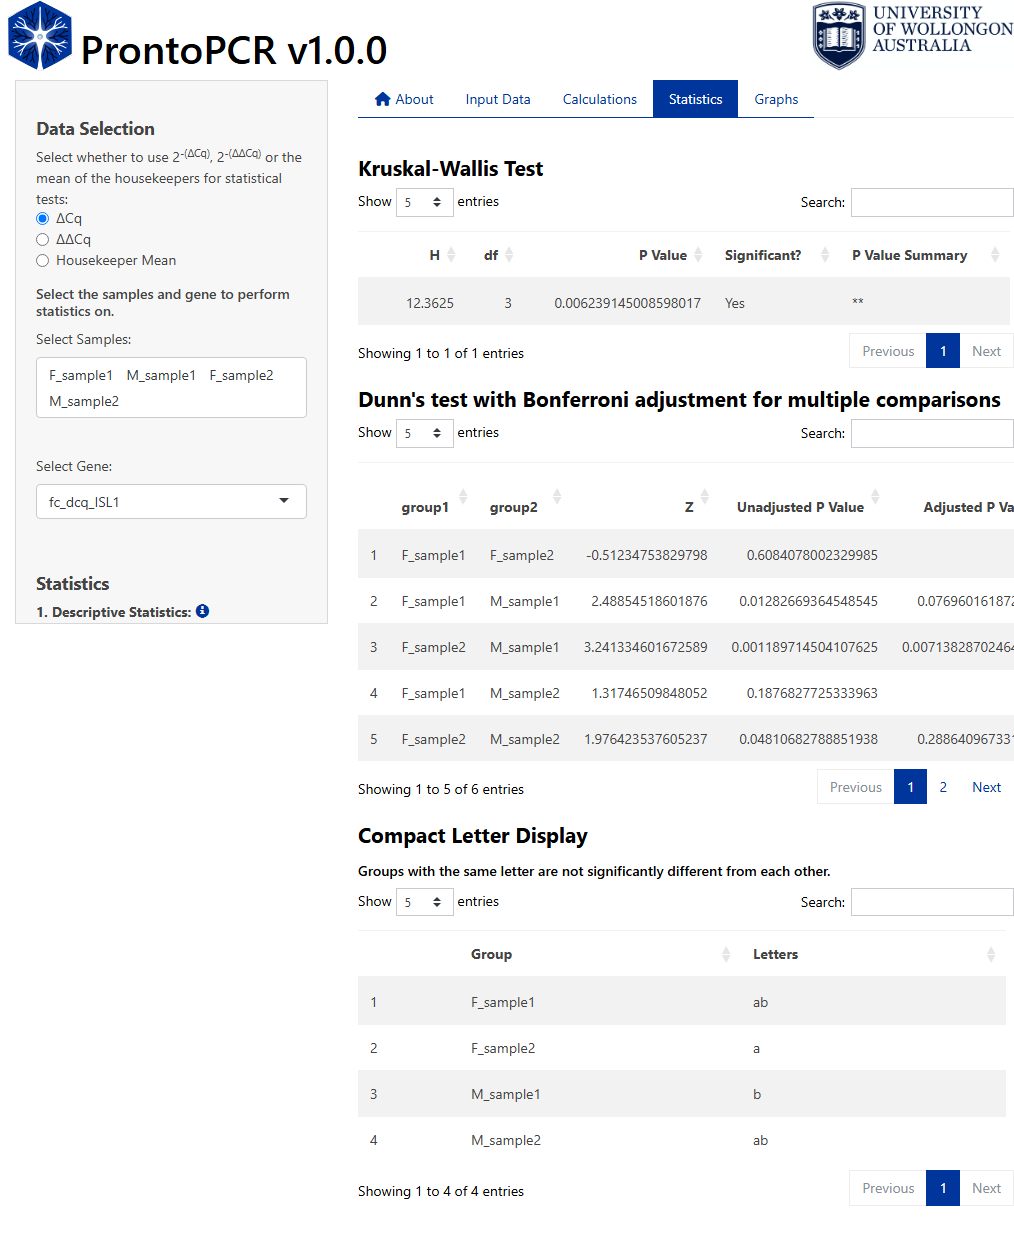 ProntoPCR v1.0.0
UNIVERSITY
OF WOLLONGONG
AUSTRALIA
Data Selection
Select whether to use 2-(ΔCq), 2-(ΔΔCq) or the
mean of the housekeepers for statistical
tests:
ΔCq
ΔΔCq
Housekeeper Mean
Select the samples and gene to perform
statistics on.
Select Samples:
F_sample1 M_sample1 F_sample2
M_sample2
Select Gene:
fc_dcq_ISL1
Statistics
1. Descriptive Statistics:
About Input Data Calculations Statistics Graphs
Kruskal-Wallis Test
Show 5 entries Search:
H df P Value Significant? P Value Summary
12.3625 3 0.006239145008598017 Yes **
Showing 1 to 1 of 1 entries Previous 1 Next
Dunn's test with Bonferroni adjustment for multiple comparisons
Show 5 entries Search:
group1 group2 Z Unadjusted P Value Adjusted P Va
1 F_sample1 F_sample2 -0.51234753829798 0.6084078002329985
2 F_sample1 M_sample1 2.48854518601876 0.01282669364548545 0.076960161872
3 F_sample2 M_sample1 3.241334601672589 0.001189714504107625 0.00713828702464
4 F_sample1 M_sample2 1.31746509848052 0.1876827725333963
5 F_sample2 M_sample2 1.976423537605237 0.04810682788851938 0.288640967331
Showing 1 to 5 of 6 entries Previous 1 2 Next
Compact Letter Display
Groups with the same letter are not significantly different from each other.
Show 5 entries Search:
Group Letters
1 F_sample1 ab
2 F_sample2 a
3 M_sample1 b
4 M_sample2 ab
Showing 1 to 4 of 4 entries Previous 1 Next